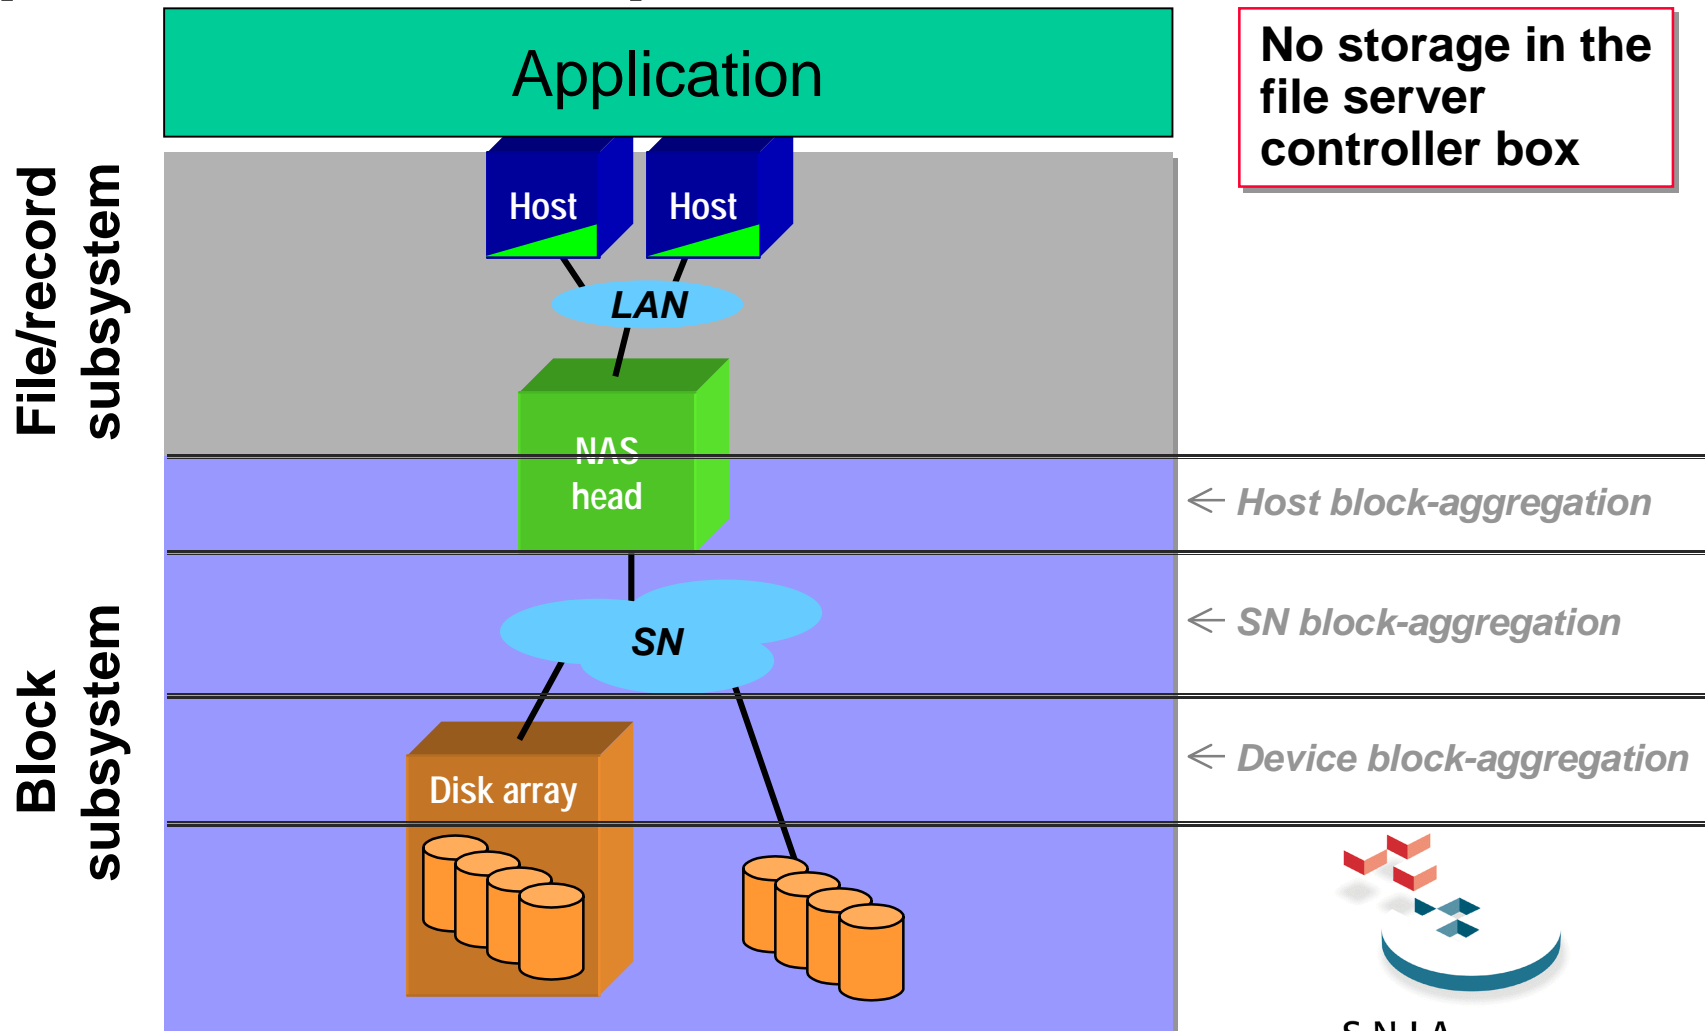 Application
No storage in the
file server
controller box
File/record
subsystem
Host
Host
LAN
NAS
head
Host block-aggregation
SN
SN block-aggregation
Block
subsystem
Device block-aggregation
Disk array
SNIA